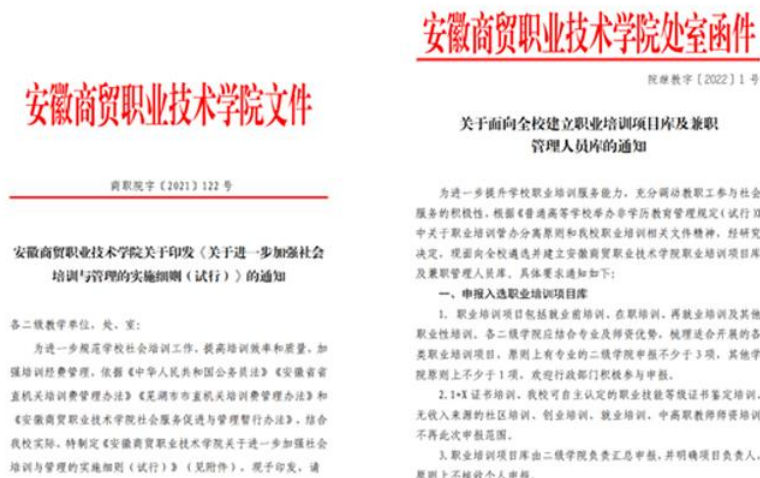 安徽商贸职业技术学院文件
商职院字〔2021〕122 号
安徽商贸职业技术学院关于印发《关于进一步加强社会
培训与管理的实施细则（试行）》的通知
各二级教学单位，处、室：
为进一步规范学校社会培训工作，提高培训效率和质量，加
强培训经费管理，依据《中华人民共和国公务员法》《安徽省省
直机关培训费管理办法》《芜湖市市直机关培训费管理办法》和
《安徽商贸职业技术学院社会服务促进与管理暂行办法》，结合
我校实际，特制定《安徽商贸职业技术学院关于进一步加强社会
培训与管理的实施细则（试行）》（见附件），现予印发，请
安徽商贸职业技术学院处室函件
院继教字〔2022〕1 号
关于面向全校建立职业培训项目库及兼职
管理人员库的通知
为进一步提升学校职业培训服务能力，充分调动教职工参与社会
服务的积极性，根据《普通高等学校举办非学历教育管理规定（试行）》
中关于职业培训管办分离原则和我校职业培训相关文件精神，经研究
决定，现面向全校遴选并建立安徽商贸职业技术学院职业培训项目库
及兼职管理人员库。具体要求通知如下：
一、申报入选职业培训项目库
1. 职业培训项目包括就业前培训、在职培训、再就业培训及其他
职业性培训。各二级学院应结合专业及师资优势，梳理适合开展的各
类职业培训项目，原则上有专业的二级学院申报不少于 3 项，其他学
院原则上不少于 1 项，欢迎行政部门积极参与申报。
2.1+X 证书培训、我校可自主认定的职业技能等级证书鉴定培训、
无收入来源的社区培训、创业培训、就业培训、中高职教师师资培训
不再此次申报范围。
3. 职业培训项目库由二级学院负责汇总申报，并明确项目负责人，
原则上不接收个人申报。